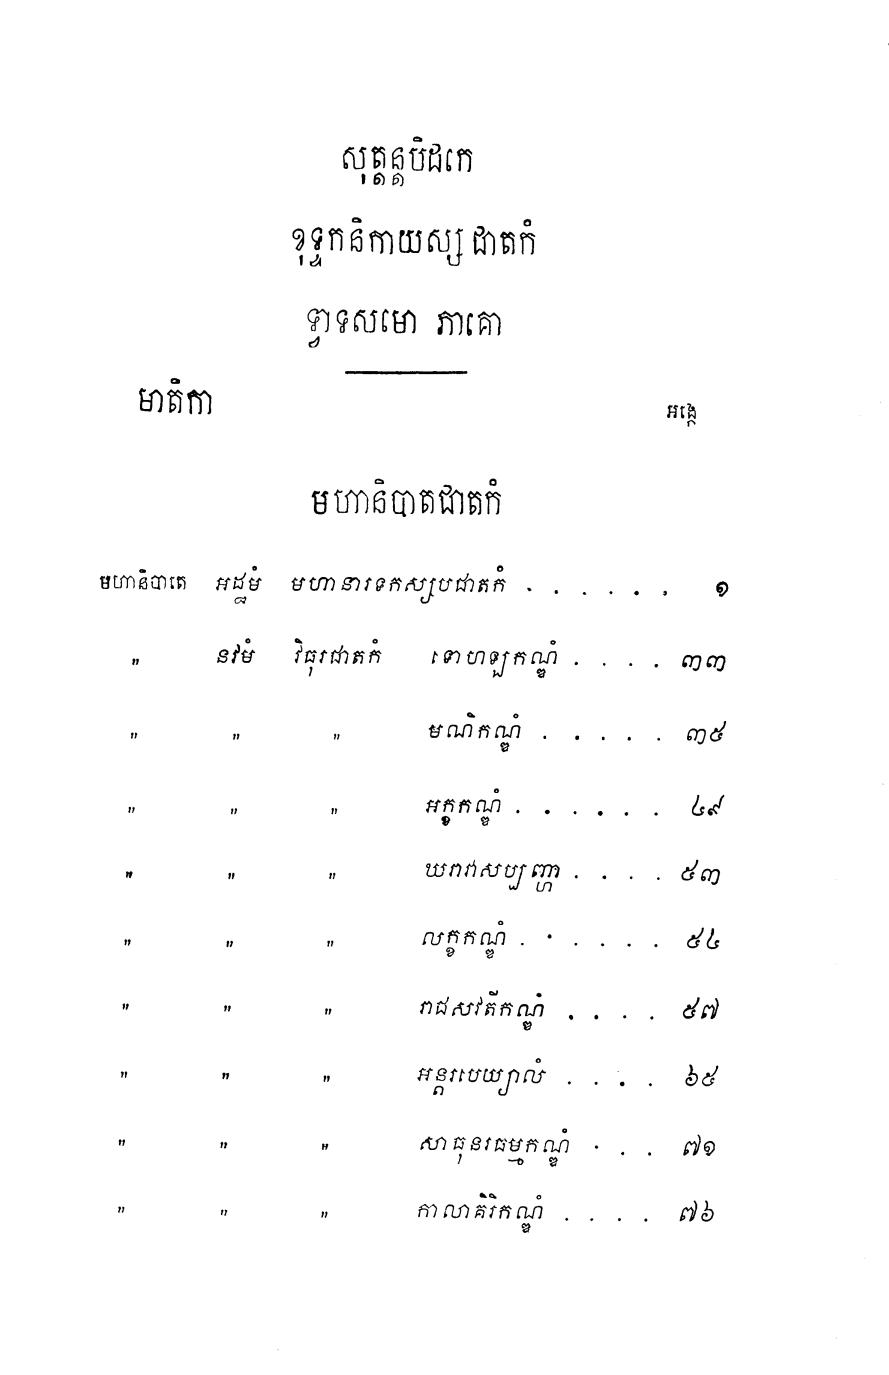 សុត្តន្តបិដកេ
ខុទ្ទកនិកាយស្ស ជាតកំ
ទ្វាទសមោ ភាគោ
មាតិកា អង្កេ
មហានិបាតជាតកំ
មហានិបាតេ អដ្ឋមំ មហានារទកស្សបជាតកំ . . . . . . ១
" នវមំ វិធុរជាតកំ ទោហឡកណ្ឌំ . . . . ៣៣
" " " មណិកណ្ឌំ . . . . . ៣៥
" " " អក្ខកណ្ឌំ . . . . . . ៤៩
" " " ឃរាវាសប្បញ្ហា . . . . ៥៣
" " " លក្ខកណ្ឌំ . . . . . . ៥៤
" " " រាជសវតីកណ្ឌំ . . . . ៥៧
" " " អន្តរបេយ្យាលំ . . . . ៦៥
" " " សាធុនរធម្មកណ្ឌំ . . . ៧១
" " " កាលាគិរិកណ្ឌំ . . . . ៧៦